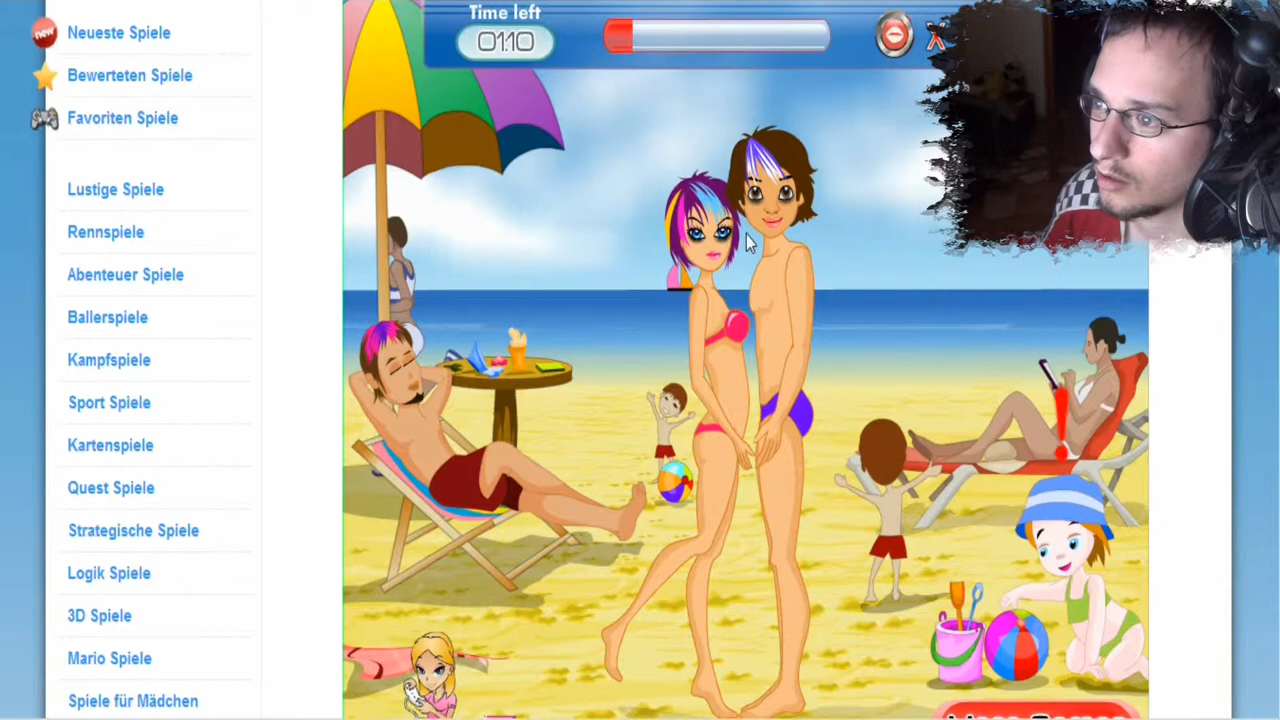 new
Neueste Spiele
Bewerteten Spiele
Favoriten Spiele
Lustige Spiele
Rennspiele
Abenteuer Spiele
Ballerspiele
Kampfspiele
Sport Spiele
Kartenspiele
Quest Spiele
Strategische Spiele
Logik Spiele
3D Spiele
Mario Spiele
Spiele für Mädchen
Time left
01:10
X